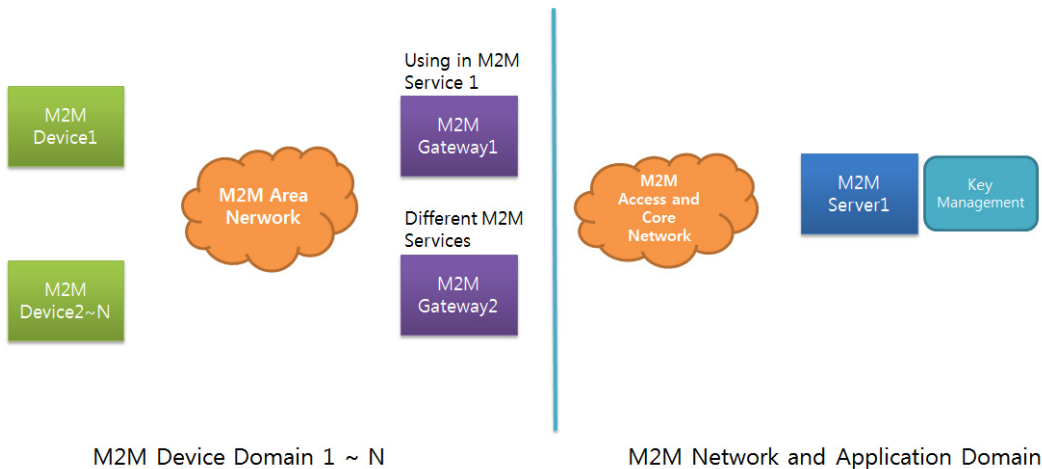 M2M
Device1
M2M
Device2~N
M2M Area
Nerwork
Using in M2M
Service 1
M2M
Gateway1
Different M2M
Services
M2M
Gateway2
M2M
Access and
Core
Network
M2M
Server1
Key
Management
M2M Device Domain 1 ~ N
M2M Network and Application Domain